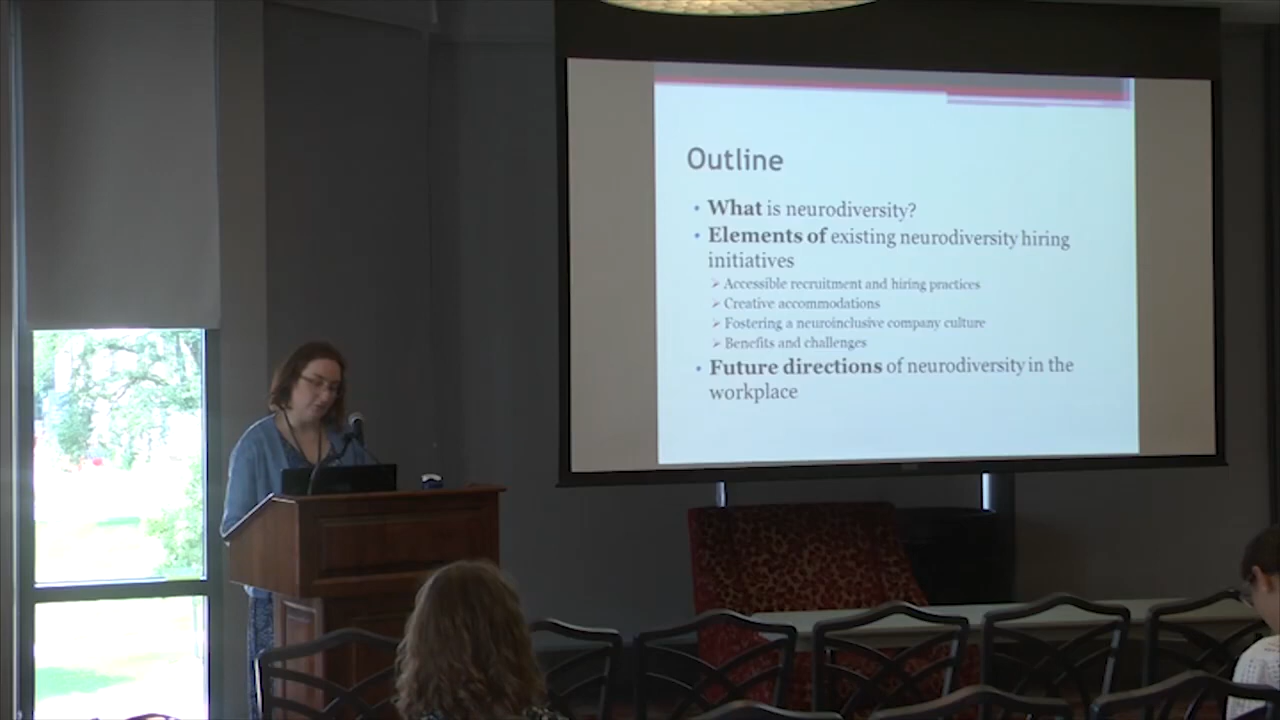 Outline
• What is neurodiversity?
• Elements of existing neurodiversity hiring
initiatives
➢ Accessible recruitment and hiring practices
➢ Creative accommodations
➢ Fostering a neuroinclusive company culture
➢ Benefits and challenges
• Future directions of neurodiversity in the
workplace